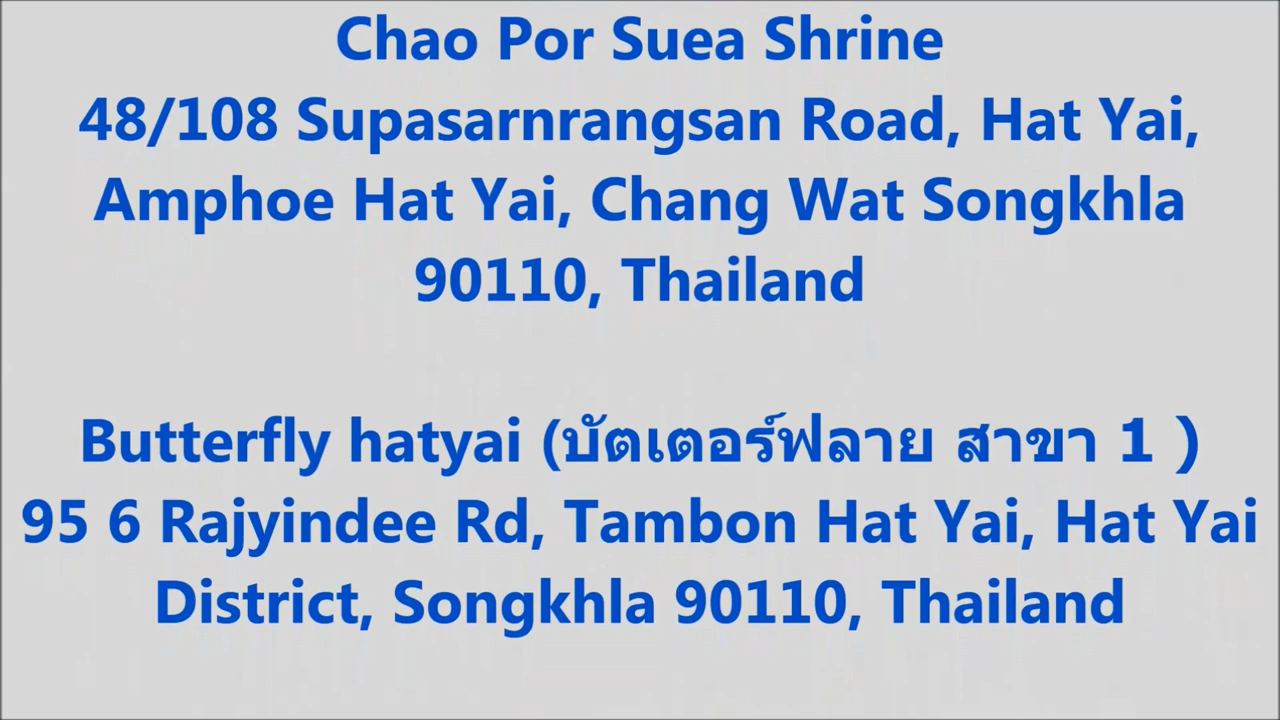 Chao Por Suea Shrine
48/108 Supasarnrangsan Road, Hat Yai,
Amphoe Hat Yai, Chang Wat Songkhla
90110, Thailand
Butterfly hatyai (บัตเตอร์ฟลาย สาขา 1 )
95 6 Rajyindee Rd, Tambon Hat Yai, Hat Yai
District, Songkhla 90110, Thailand